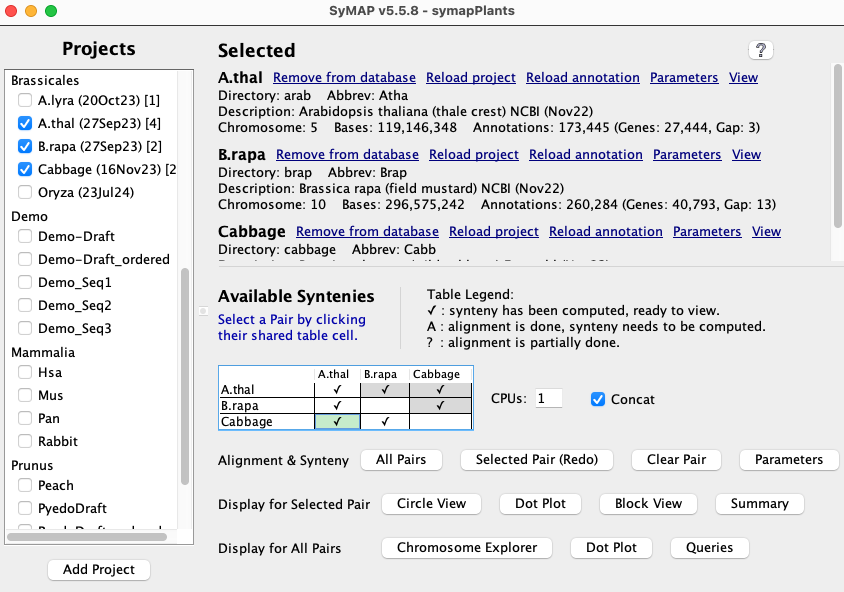 SyMAP v5.5.8 - symapPlants
Projects
Brassicales
A.lyra (20Oct23) [1]
A.thal (27Sep23) [4]
B.rapa (27Sep23) [2]
Cabbage (16Nov23) [2
Oryza (23Jul24)
Demo
Demo-Draft
Demo-Draft_ordered
Demo_Seq1
Demo_Seq2
Demo_Seq3
Mammalia
Hsa
Mus
Pan
Rabbit
Prunus
Peach
PyedoDraft
Add Project
Selected
?
A.thal Remove from database Reload project Reload annotation Parameters View
Directory: arab Abbrev: Atha
Description: Arabidopsis thaliana (thale crest) NCBI (Nov22)
Chromosome: 5 Bases: 119,146,348 Annotations: 173,445 (Genes: 27,444, Gap: 3)
B.rapa Remove from database Reload project Reload annotation Parameters View
Directory: brap Abbrev: Brap
Description: Brassica rapa (field mustard) NCBI (Nov22)
Chromosome: 10 Bases: 296,575,242 Annotations: 260,284 (Genes: 40,793, Gap: 13)
Cabbage Remove from database Reload project Reload annotation Parameters View
Directory: cabbage Abbrev: Cabb
Available Syntenies
Select a Pair by clicking
their shared table cell.
Table Legend:
✓ : synteny has been computed, ready to view.
A : alignment is done, synteny needs to be computed.
? : alignment is partially done.
A.thal B.rapa Cabbage
A.thal ✓ ✓ ✓
B.rapa ✓ ✓
Cabbage ✓ ✓
CPUs: 1 Concat
Alignment & Synteny All Pairs Selected Pair (Redo) Clear Pair Parameters
Display for Selected Pair Circle View Dot Plot Block View Summary
Display for All Pairs Chromosome Explorer Dot Plot Queries